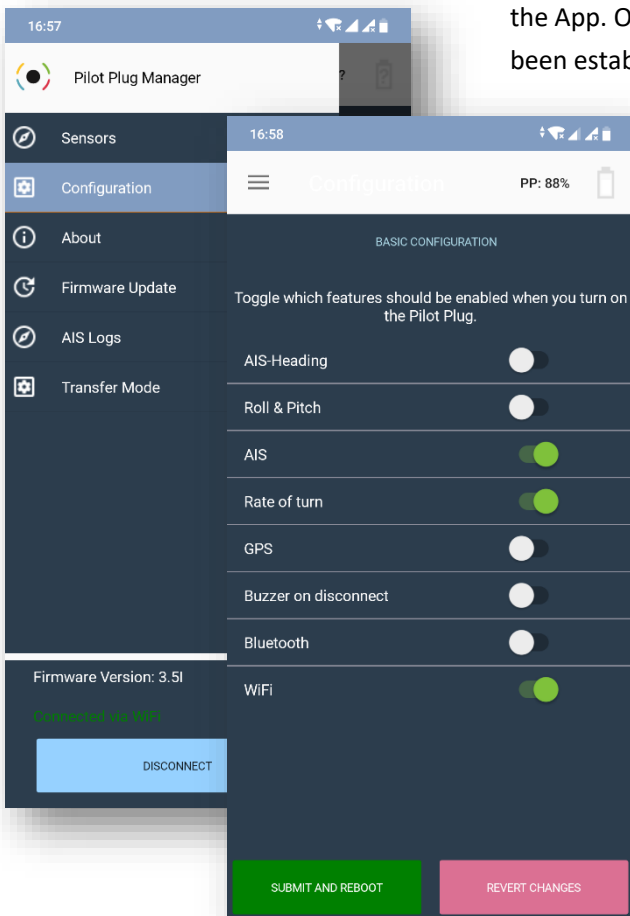 the App. O
been estab
16:57
Pilot Plug Manager
?
Sensors
Configuration
About
Firmware Update
AIS Logs
Transfer Mode
Firmware Version: 3.5I
Connected via WiFi
DISCONNECT
16:58
Configuration
PP: 88%
BASIC CONFIGURATION
Toggle which features should be enabled when you turn on
the Pilot Plug.
AIS-Heading
Roll & Pitch
AIS
Rate of turn
GPS
Buzzer on disconnect
Bluetooth
WiFi
SUBMIT AND REBOOT
REVERT CHANGES